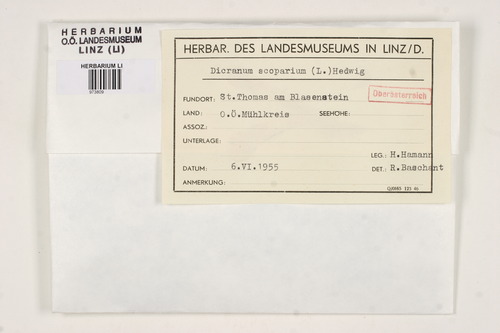 HERBARIUM
O.Ö. LANDESMUSEUM
LINZ (LI)
HERBARIUM LI
HERBAR. DES LANDESMUSEUMS IN LINZ/D.
Dicranum scoparium (L.)Hedwig
FUNDORT: St.Thomas am Blasenstein
Oberösterreich
LAND: O.Ö.Mühlkreis SEEHÖHE:
ASSOZ.:
UNTERLAGE:
LEG.: H.Hamann
DATUM: 6.VI.1955 DET.: R.Baschant
ANMERKUNG: